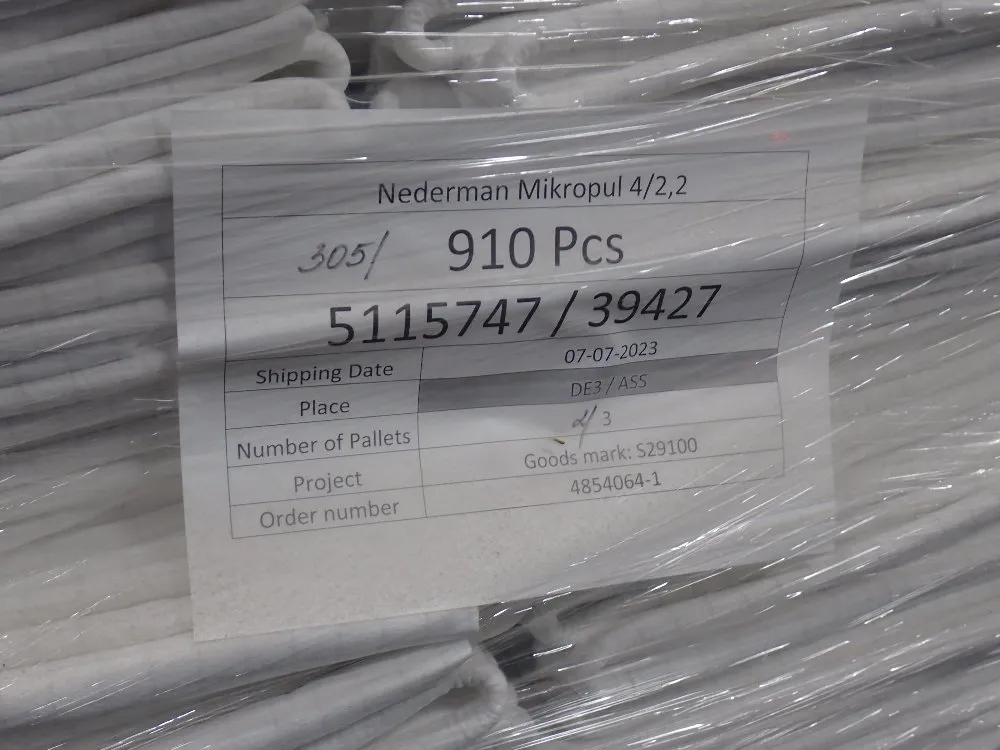 Nederman Mikropul 4/2,2
305/ 910 Pcs
5115747 / 39427
Shipping Date 07-07-2023
Place DE3 / ASS
Number of Pallets 2/ 3
Project Goods mark: S29100
Order number 4854064-1